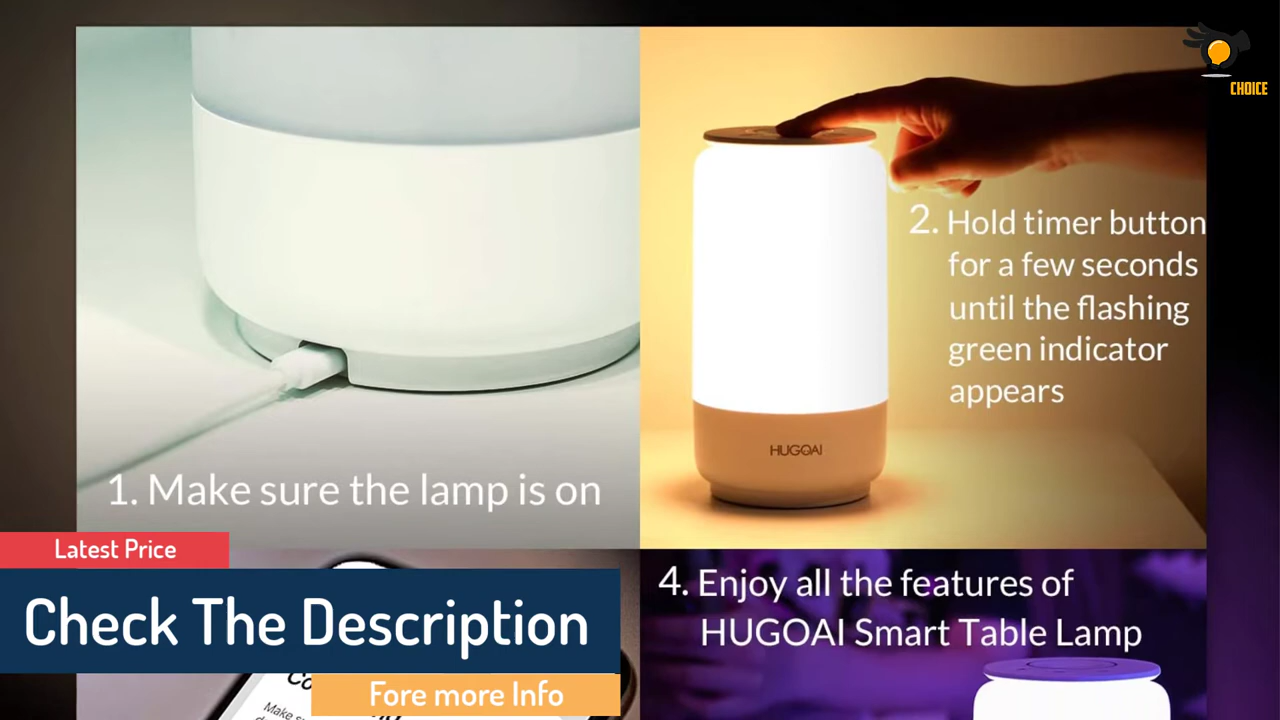 CHOICE
2. Hold timer button
for a few seconds
until the flashing
green indicator
appears
HUGOAI
1. Make sure the lamp is on
Latest Price
Check The Description
Fore more Info
4. Enjoy all the features of
HUGOAI Smart Table Lamp